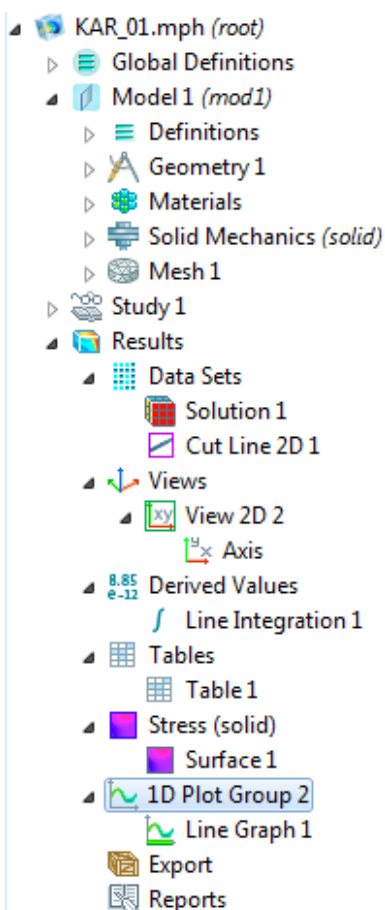 KAR_01.mph (root)
Global Definitions
Model 1 (mod1)
Definitions
Geometry 1
Materials
Solid Mechanics (solid)
Mesh 1
Study 1
Results
Data Sets
Solution 1
Cut Line 2D 1
Views
xy View 2D 2
y x Axis
8.85 e-12 Derived Values
Line Integration 1
Tables
Table 1
Stress (solid)
Surface 1
1D Plot Group 2
Line Graph 1
Export
Reports